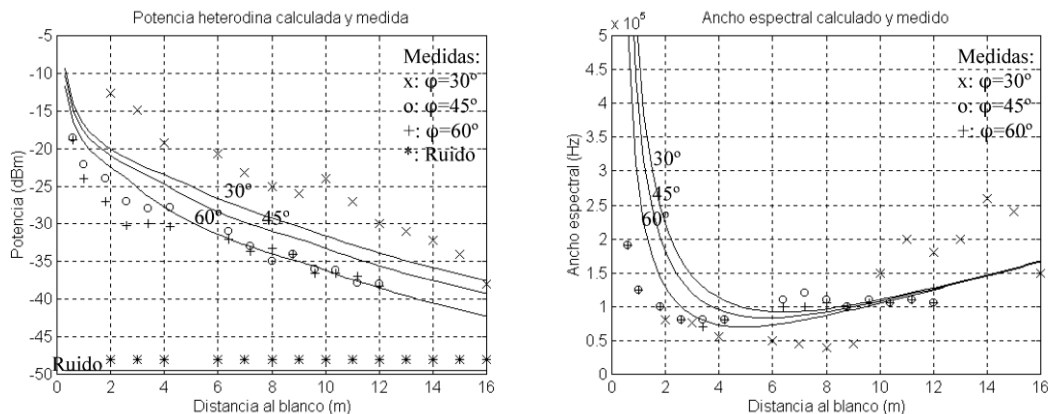 Potencia heterodina calculada y medida
-5
-10
-15
-20
-25
-30
-35
-40
-45
-50
Potencia (dBm)
Medidas:
x: φ=30º
o: φ=45º
+: φ=60º
*: Ruido
30º
60º
45º
Ruido
0
2
4
6
8
10
12
14
16
Distancia al blanco (m)
Ancho espectral calculado y medido
x 10⁵
5
4.5
4
3.5
3
2.5
2
1.5
1
0.5
0
Ancho espectral (Hz)
Medidas:
x: φ=30º
o: φ=45º
+: φ=60º
30º
45º
60º
0
2
4
6
8
10
12
14
16
Distancia al blanco (m)